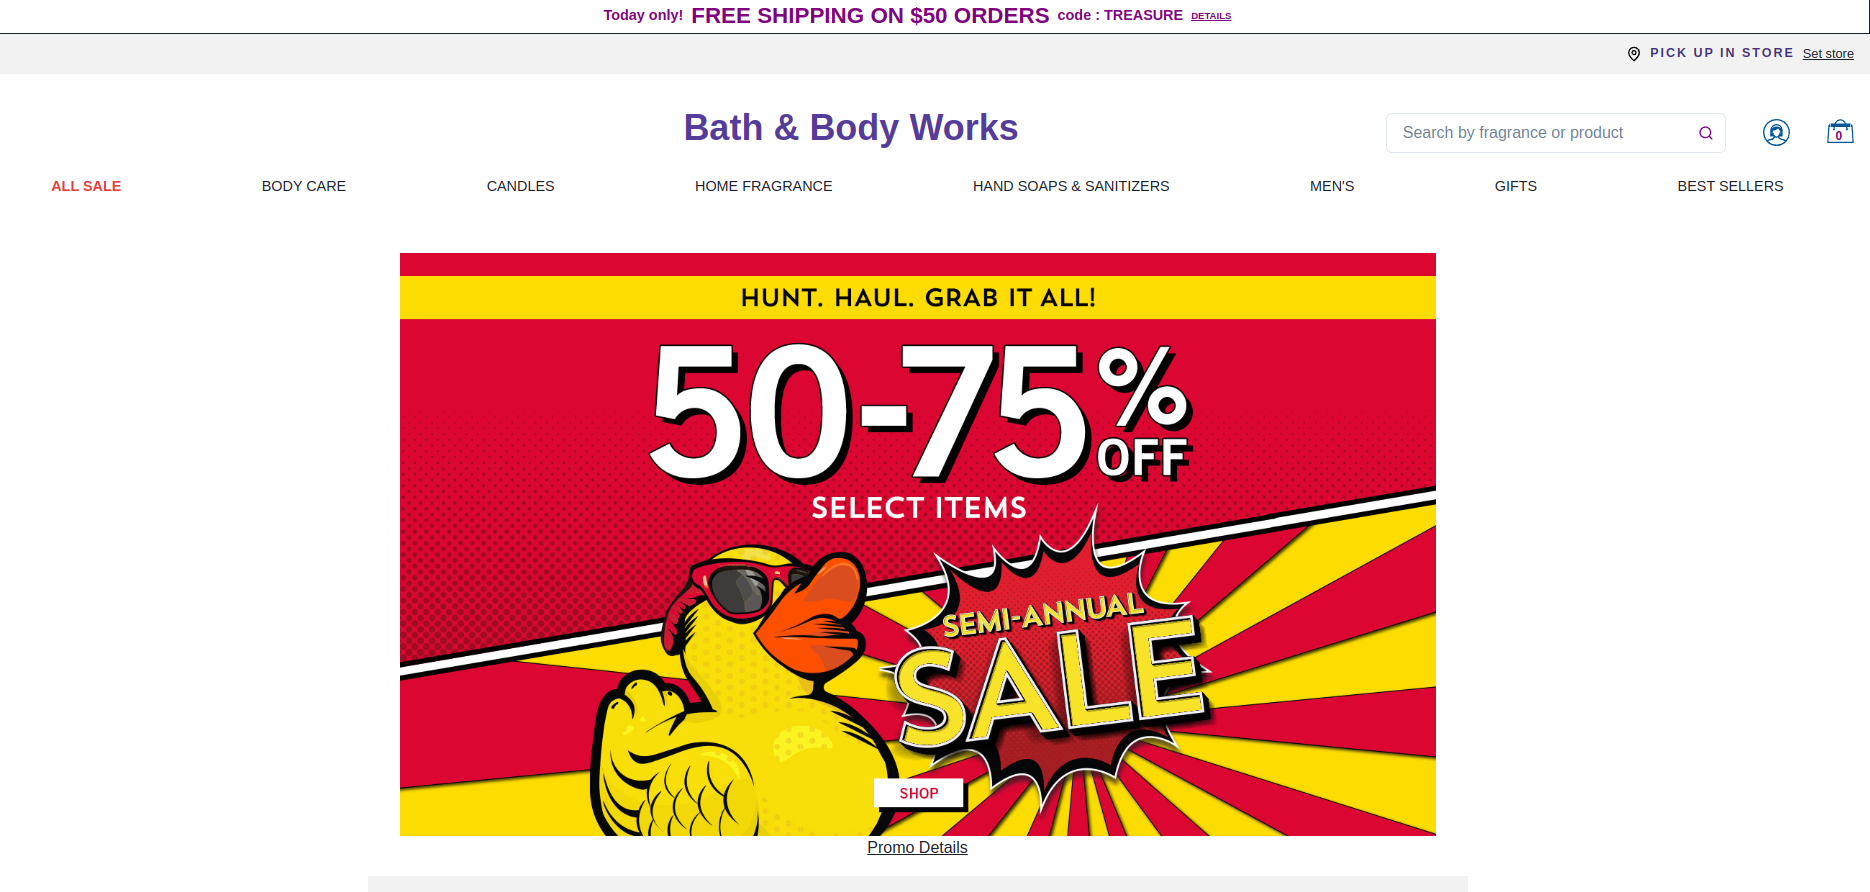 Today only! FREE SHIPPING ON $50 ORDERS code : TREASURE DETAILS
PICK UP IN STORE Set store
Bath & Body Works
Search by fragrance or product
0
ALL SALE BODY CARE CANDLES HOME FRAGRANCE HAND SOAPS & SANITIZERS MEN'S GIFTS BEST SELLERS
HUNT. HAUL. GRAB IT ALL!
50-75% OFF
SELECT ITEMS
SEMI-ANNUAL
SALE
SHOP
Promo Details